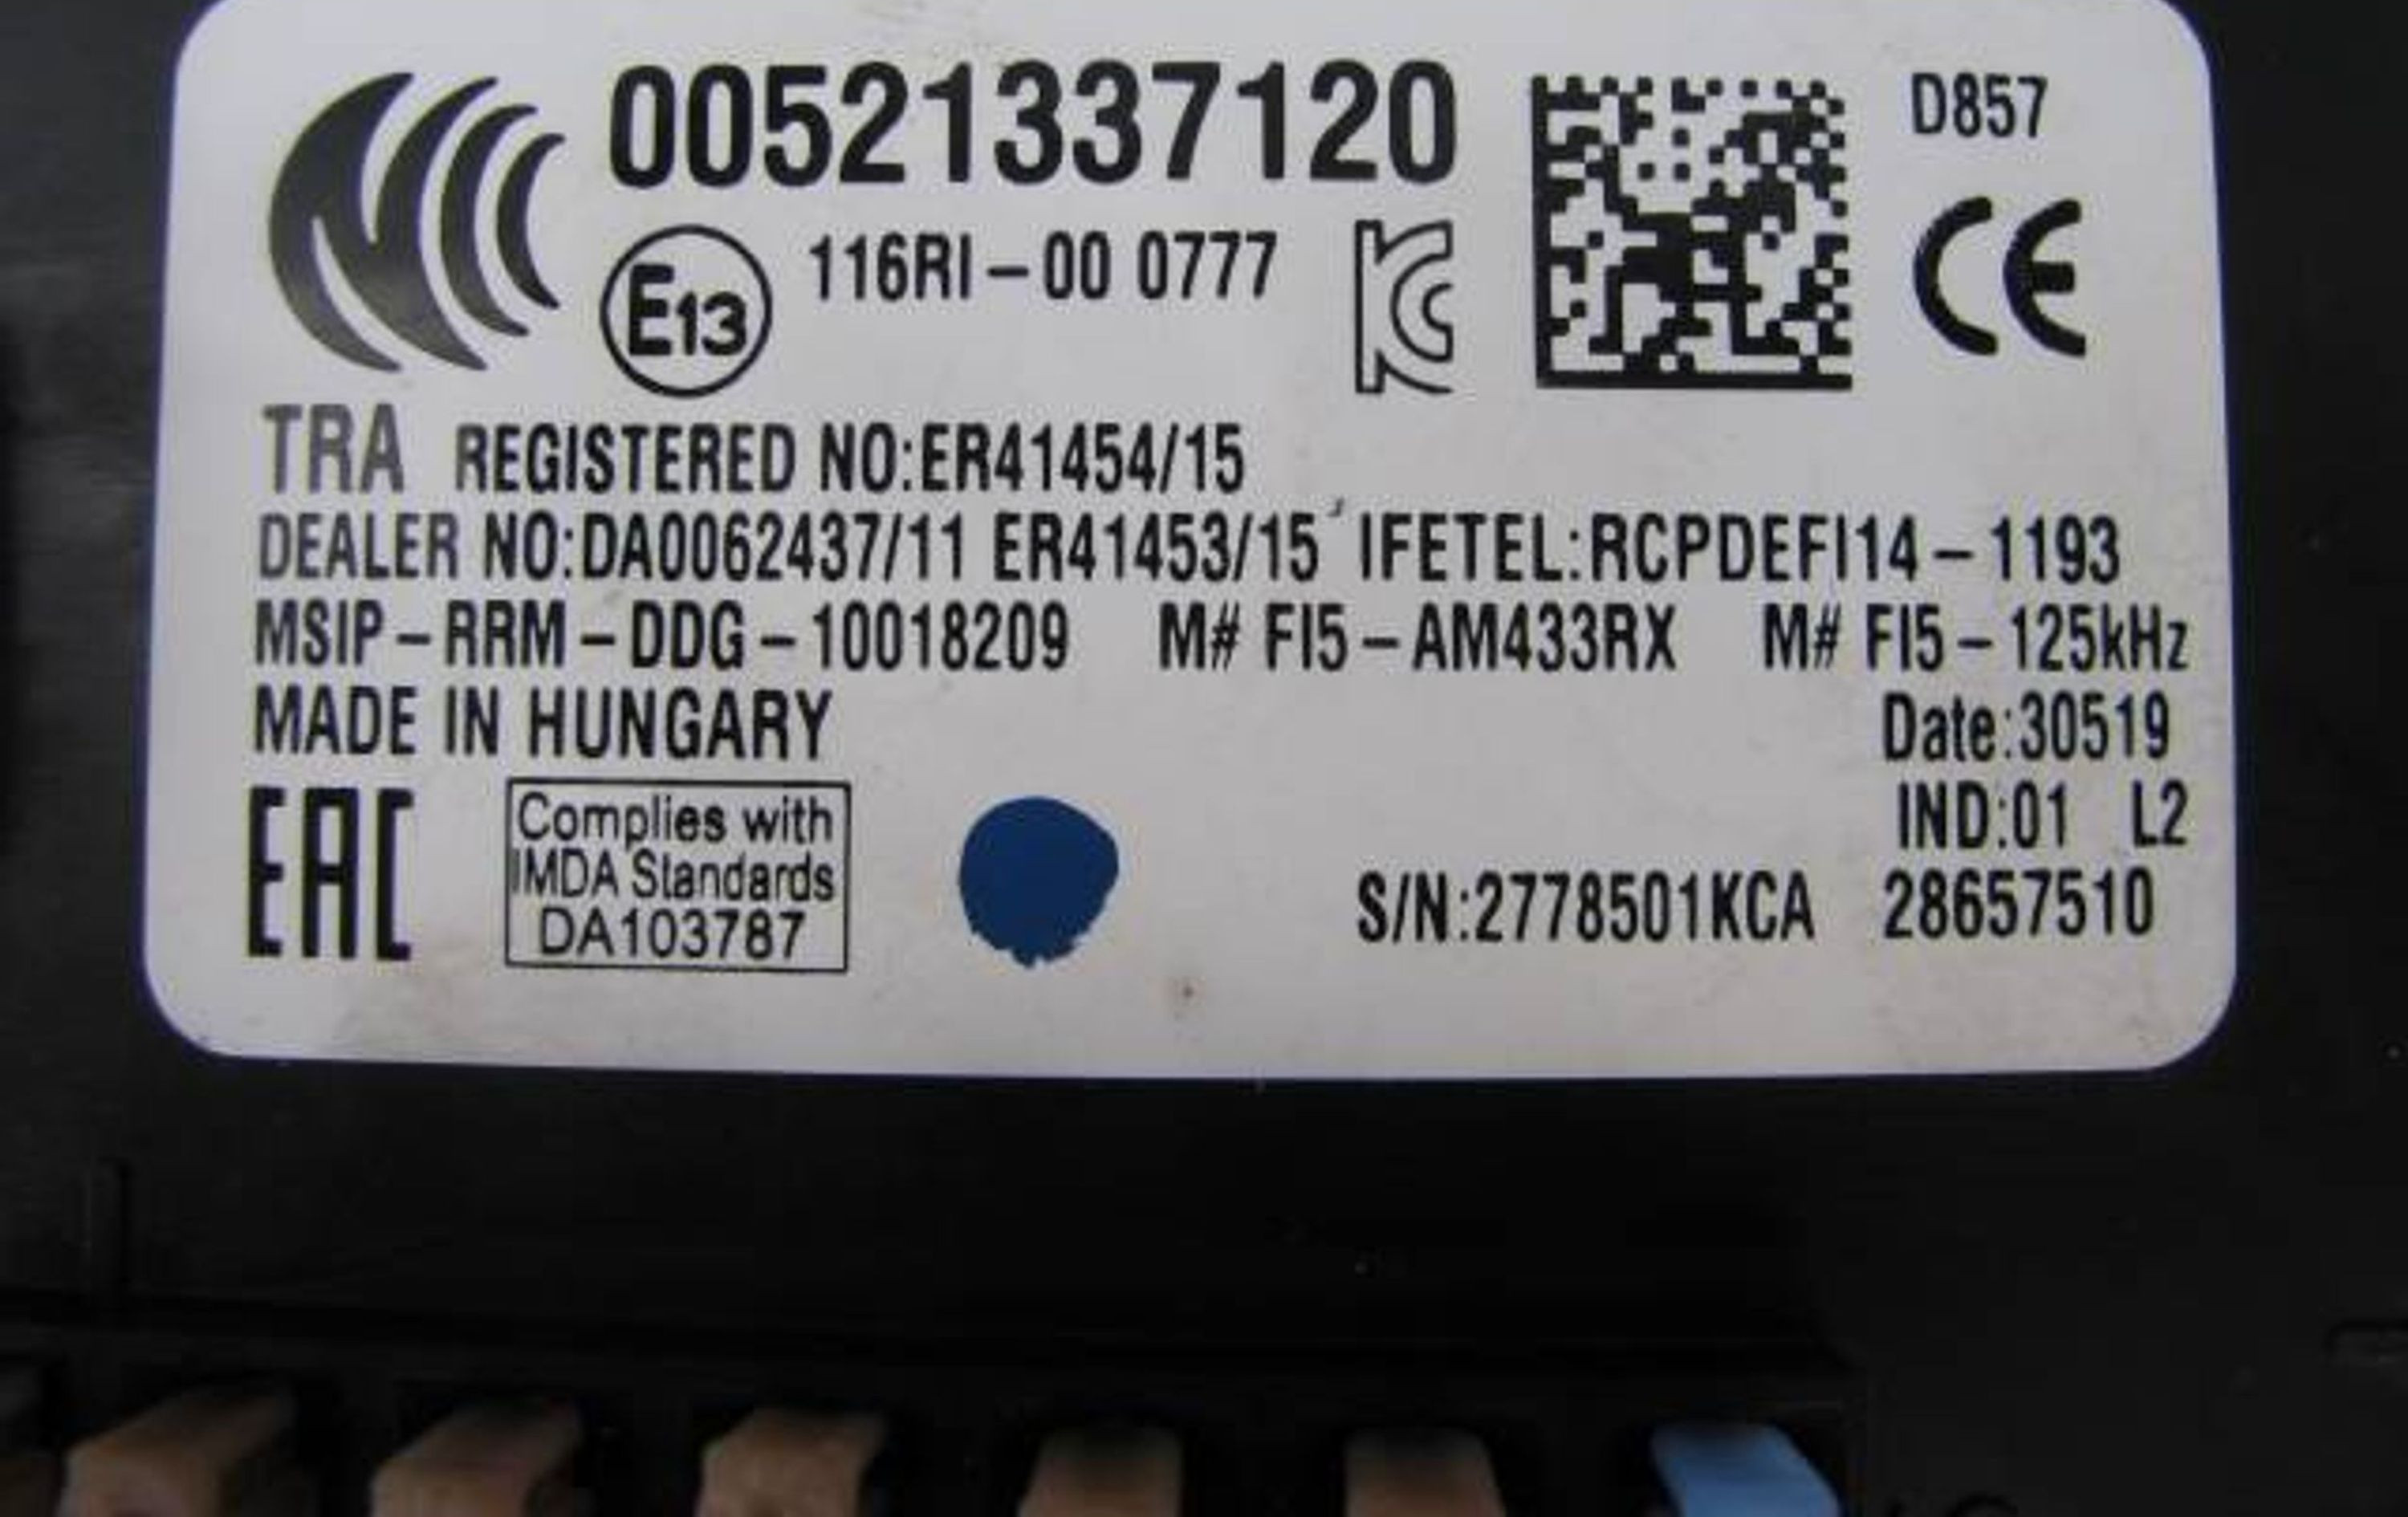 00521337120
D857
E13 116RI-00 0777
CE
TRA REGISTERED NO:ER41454/15
DEALER NO:DA0062437/11 ER41453/15 IFETEL:RCPDEFI14-1193
MSIP-RRM-DDG-10018209 M# FI5-AM433RX M# FI5-125kHz
MADE IN HUNGARY
Date:30519
IND:01 L2
EAC
Complies with
IMDA Standards
DA103787
S/N:2778501KCA 28657510